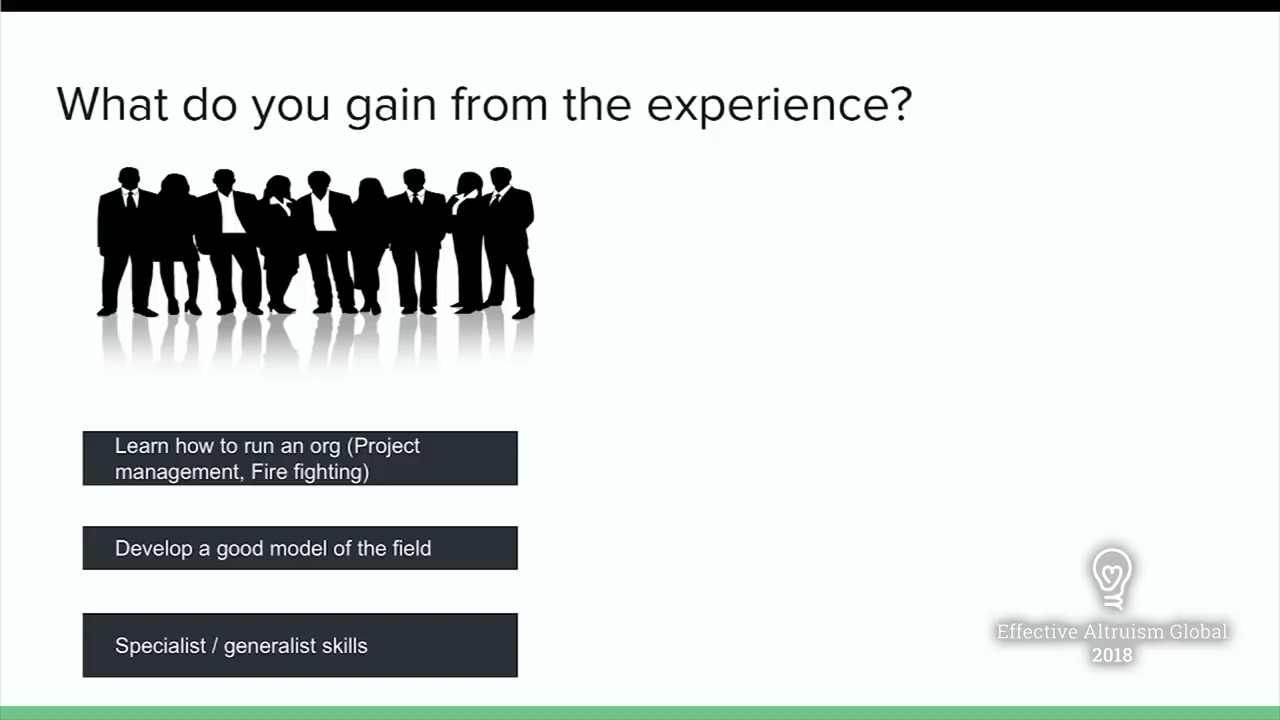 What do you gain from the experience?
Learn how to run an org (Project
management, Fire fighting)
Develop a good model of the field
Specialist / generalist skills
Effective Altruism Global
2018